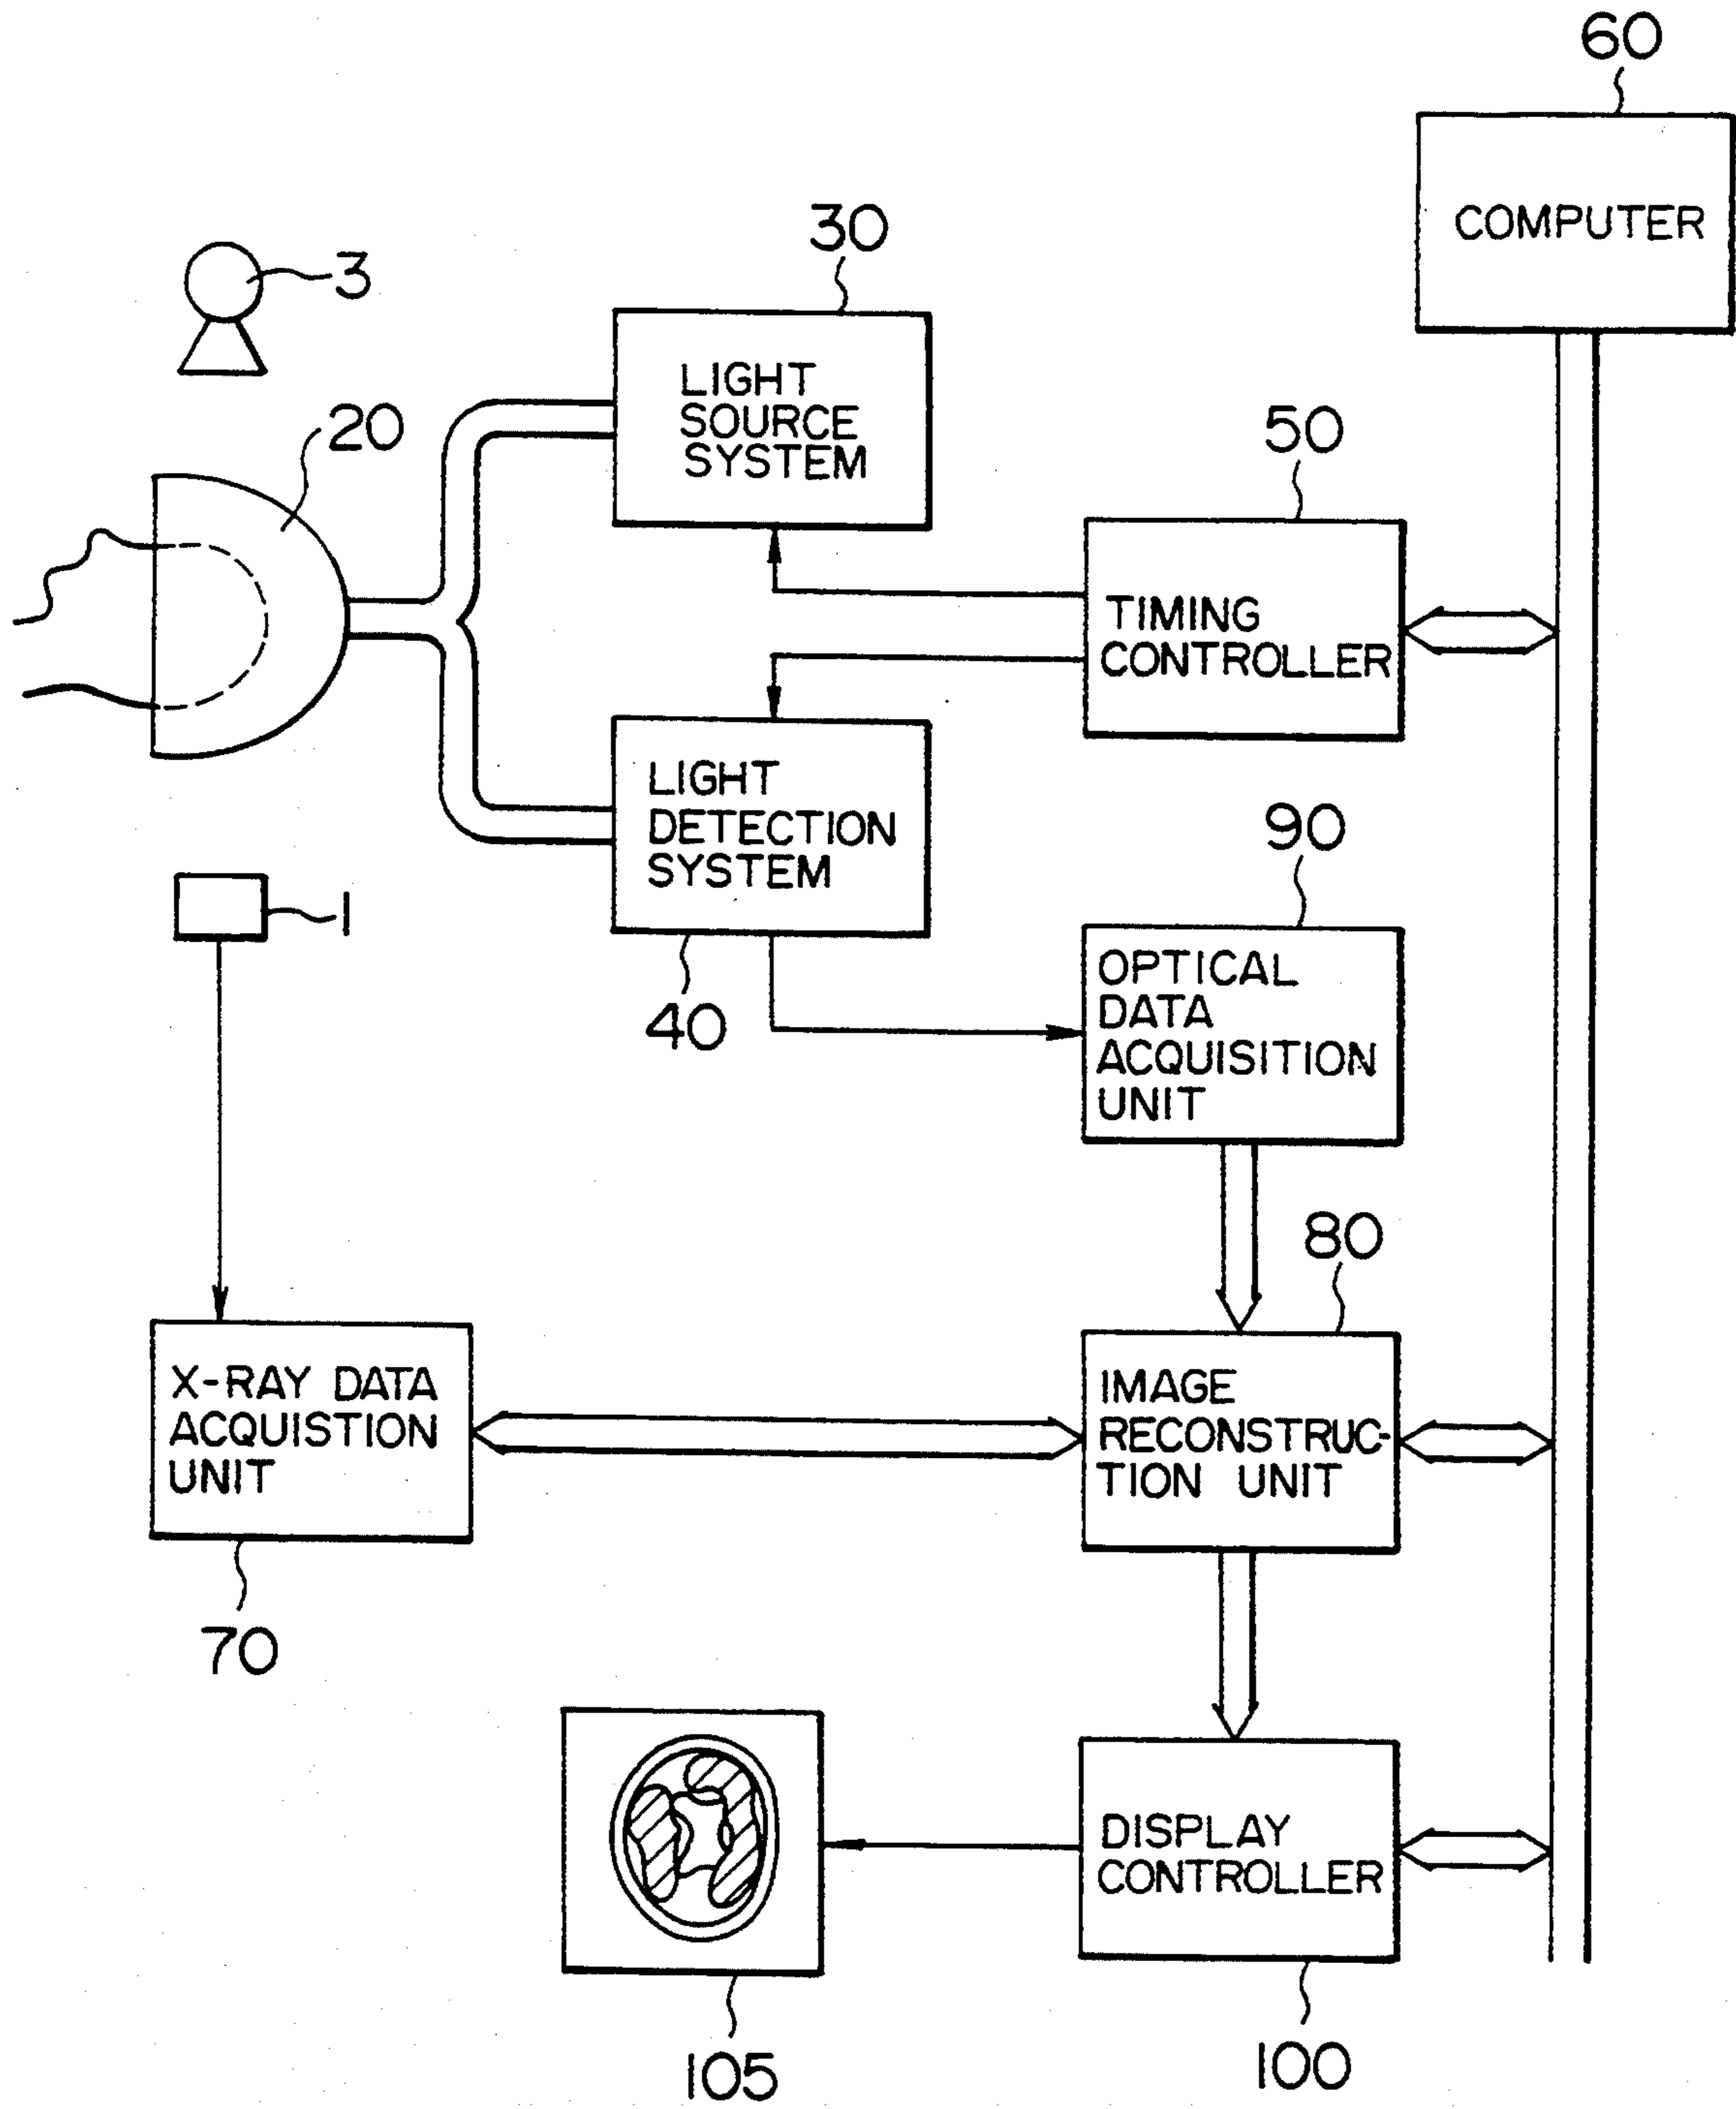 60
COMPUTER
30
3
LIGHT
SOURCE
SYSTEM
20
50
TIMING
CONTROLLER
LIGHT
DETECTION
SYSTEM
90
1
40
OPTICAL
DATA
ACQUISITION
UNIT
80
X-RAY DATA
ACQUISTION
UNIT
IMAGE
RECONSTRUC-
TION UNIT
70
DISPLAY
CONTROLLER
105
100